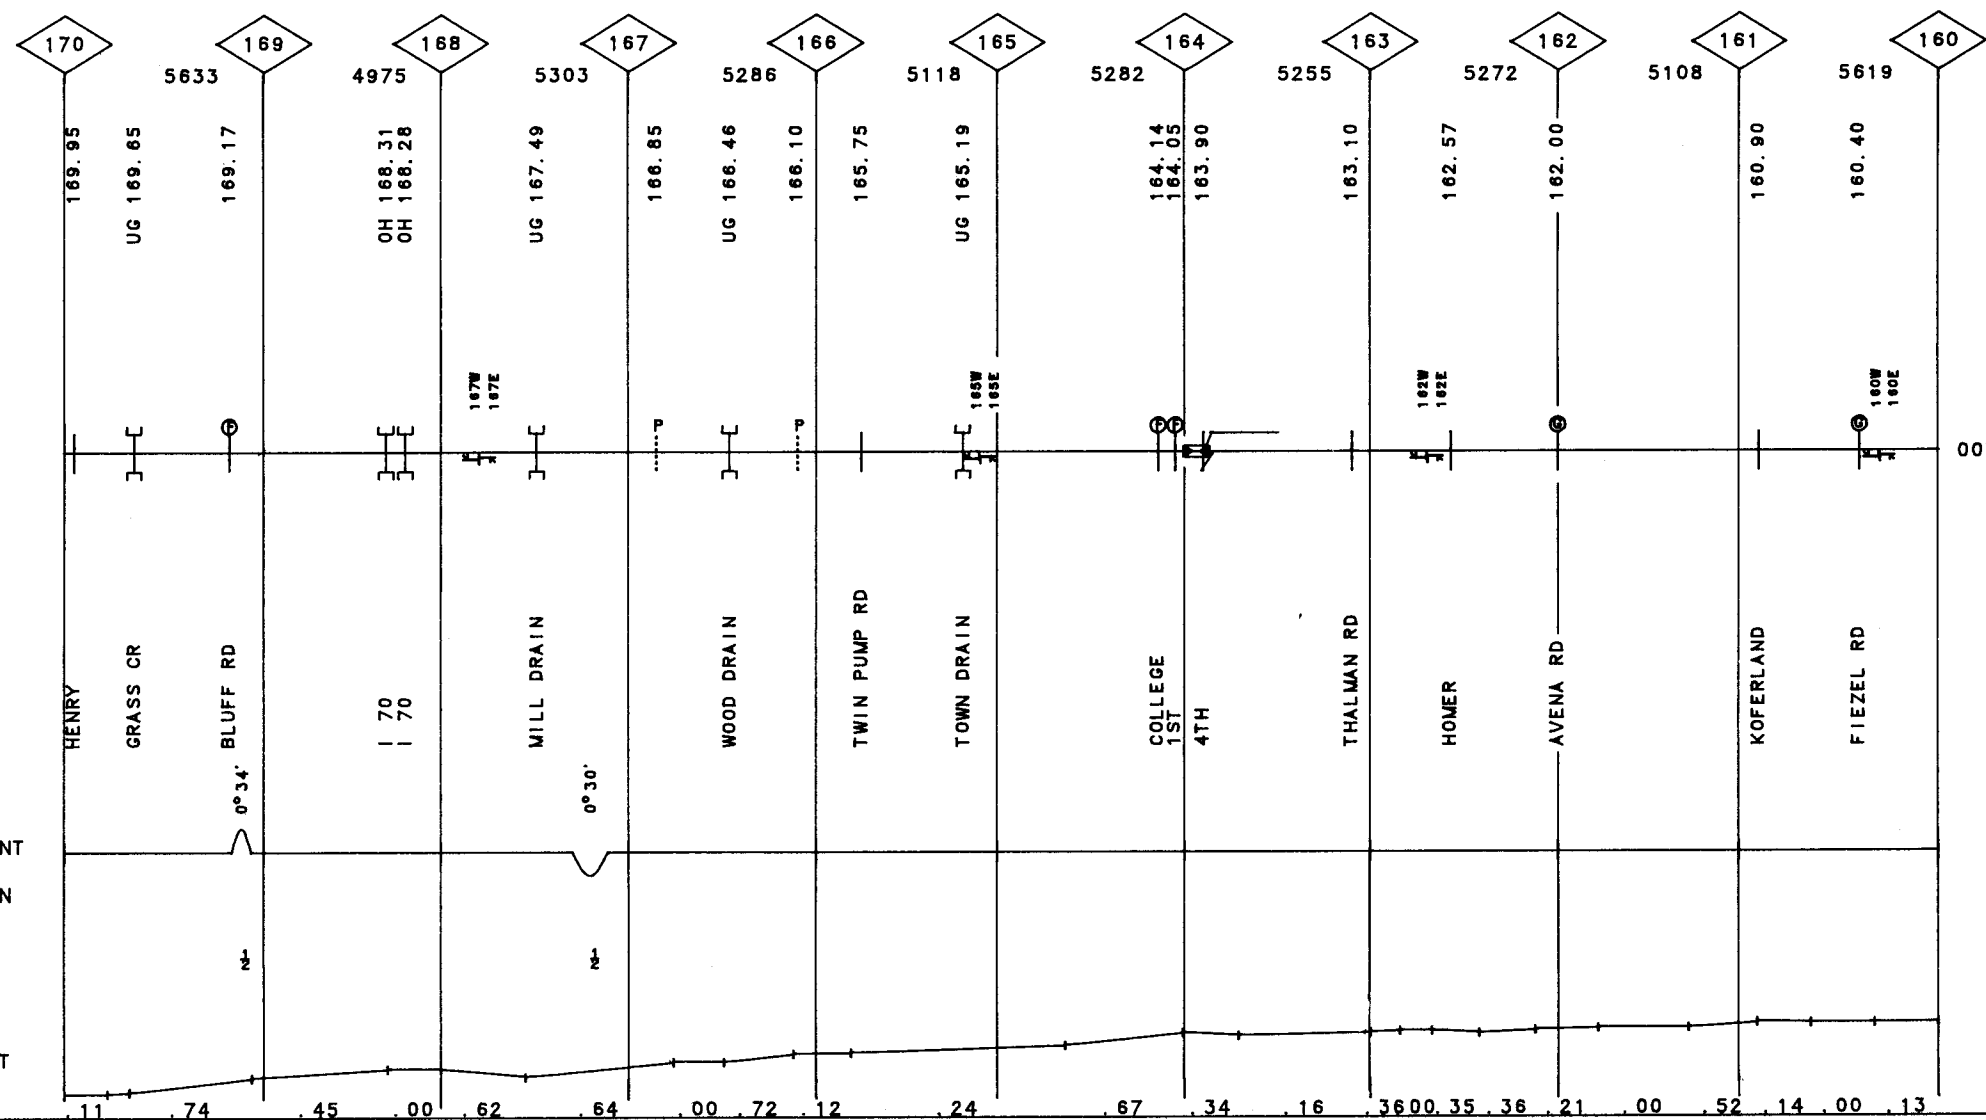 170 169 168 167 166 165 164 163 162 161 160
5633 4975 5303 5286 5118 5282 5255 5272 5108 5619
169.95
UG 169.65
169.17
OH 168.31
OH 168.28
UG 167.49
166.85
UG 166.46
166.10
165.75
UG 165.19
164.14
164.05
163.90
163.10
162.57
162.00
160.90
160.40
167W
167E
165W
165E
162W
162E
160W
160E
F P P F F G G
00
HENRY
GRASS CR
BLUFF RD
I 70
I 70
MILL DRAIN
WOOD DRAIN
TWIN PUMP RD
TOWN DRAIN
COLLEGE
1ST
4TH
THALMAN RD
HOMER
AVENA RD
KOFERLAND
FIEZEL RD
0°34'
0°30'
NT
N
½ ½
T
.11 .74 .45 .00 .62 .64 .00 .72 .12 .24 .67 .34 .16 .36 00 .35 .36 .21 .00 .52 .14 .00 .13